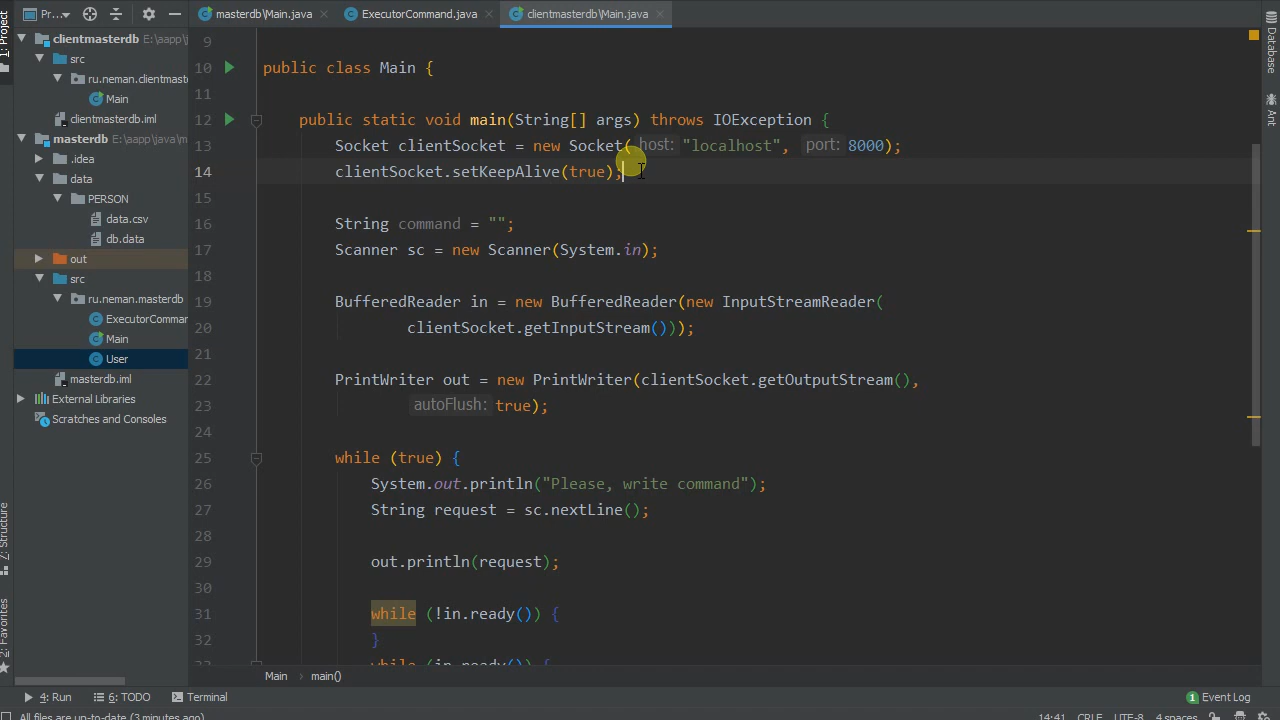 Pr...
masterdb\Main.java
ExecutorCommand.java
clientmasterdb\Main.java
1: Project
Z: Structure
2: Favorites
Database
Ant
clientmasterdb E:\aapp\j
src
ru.neman.clientmast
Main
clientmasterdb.iml
masterdb E:\aapp\java\m
.idea
data
PERSON
data.csv
db.data
out
src
ru.neman.masterdb
ExecutorComman
Main
User
masterdb.iml
External Libraries
Scratches and Consoles
9
10 public class Main {
11
12 public static void main(String[] args) throws IOException {
13 Socket clientSocket = new Socket( host: "localhost", port: 8000);
14 clientSocket.setKeepAlive(true);
15
16 String command = "";
17 Scanner sc = new Scanner(System.in);
18
19 BufferedReader in = new BufferedReader(new InputStreamReader(
20 clientSocket.getInputStream()));
21
22 PrintWriter out = new PrintWriter(clientSocket.getOutputStream(),
23 autoFlush: true);
24
25 while (true) {
26 System.out.println("Please, write command");
27 String request = sc.nextLine();
28
29 out.println(request);
30
31 while (!in.ready()) {
32 }
33 while (in.ready()) {
Main › main()
4: Run
6: TODO
Terminal
1 Event Log
All files are up-to-date (3 minutes ago)
14:41 CRLF UTF-8 4 spaces